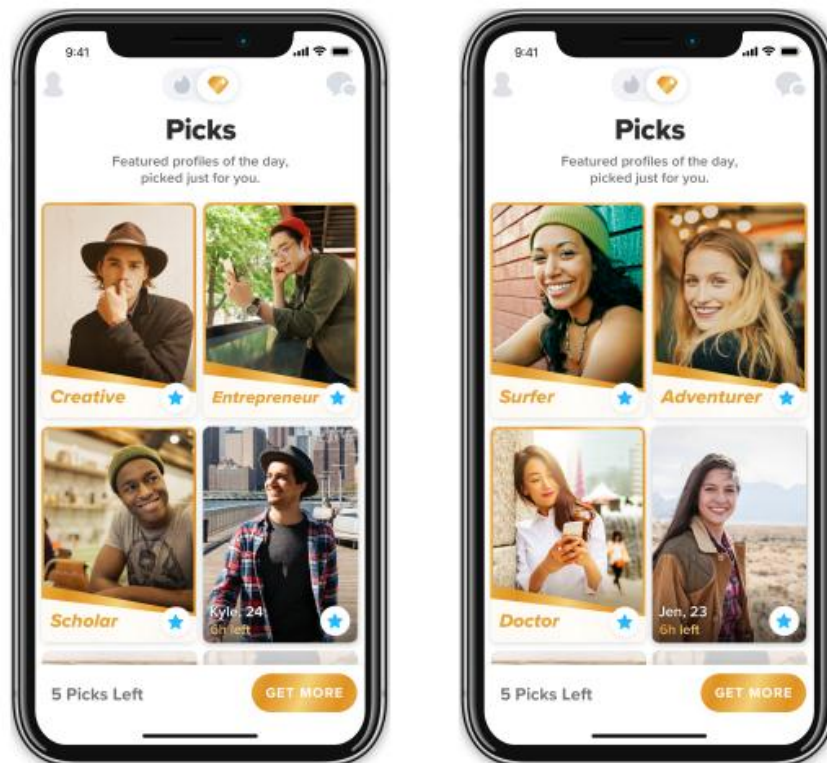 9:41
Picks
Featured profiles of the day,
picked just for you.
Creative
Entrepreneur
Scholar
Kyle, 24
6h left
5 Picks Left
GET MORE
9:41
Picks
Featured profiles of the day,
picked just for you.
Surfer
Adventurer
Doctor
Jen, 23
6h left
5 Picks Left
GET MORE